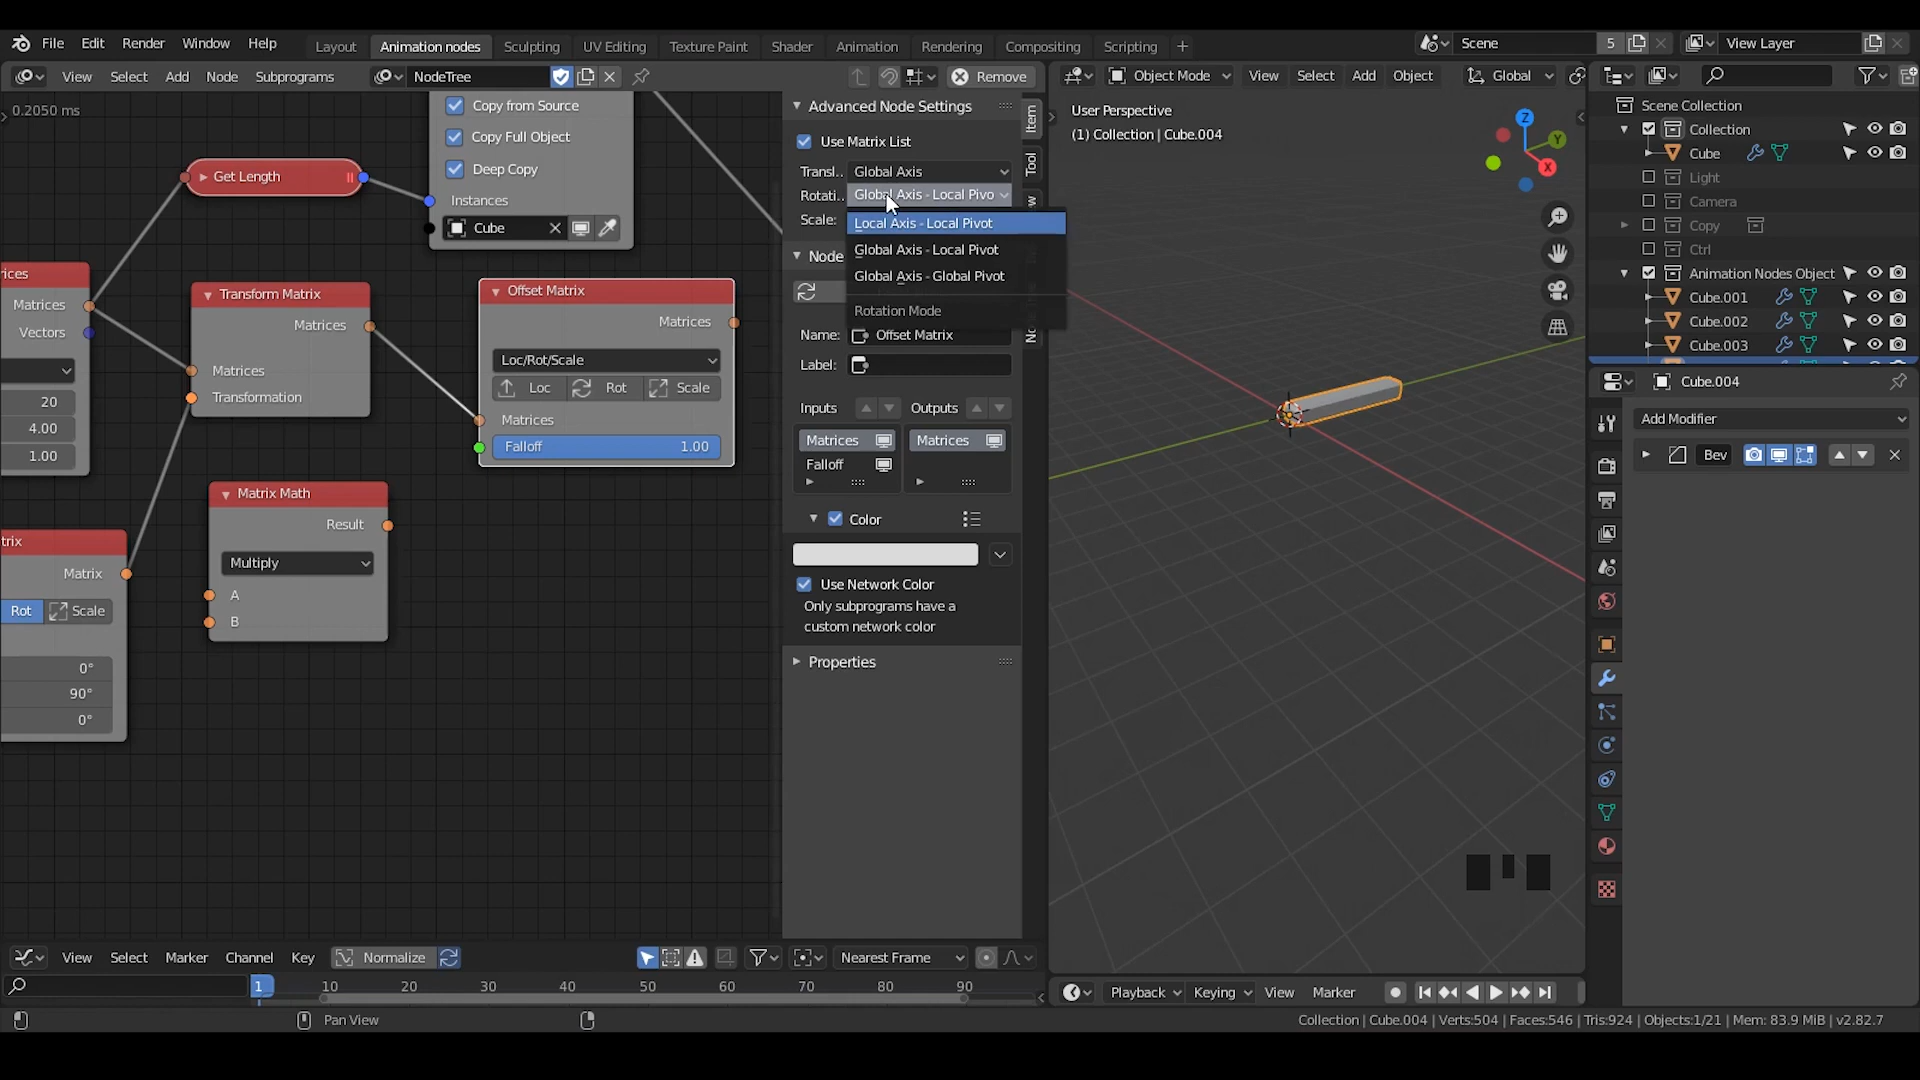 File Edit Render Window Help
Layout Animation nodes Sculpting UV Editing Texture Paint Shader Animation Rendering Compositing Scripting +
Scene 5 View Layer
View Select Add Node Subprograms NodeTree Remove
Object Mode View Select Add Object Global
0.2050 ms
Copy from Source
Copy Full Object
Deep Copy
Instances
Cube
Get Length
rices
Matrices
Vectors
20
4.00
1.00
Transform Matrix
Matrices
Matrices
Transformation
Offset Matrix
Matrices
Loc/Rot/Scale
Loc Rot Scale
Matrices
Falloff 1.00
Matrix Math
Result
Multiply
A
B
trix
Matrix
Rot Scale
0°
90°
0°
Advanced Node Settings
Use Matrix List
Transl.. Global Axis
Rotati.. Global Axis - Local Pivo
Scale:
Local Axis - Local Pivot
Global Axis - Local Pivot
Global Axis - Global Pivot
Rotation Mode
Node
Name: Offset Matrix
Label:
Inputs Outputs
Matrices Matrices
Falloff
Color
Use Network Color
Only subprograms have a
custom network color
Properties
Item
Tool
User Perspective
(1) Collection | Cube.004
Z
Y
X
Scene Collection
Collection
Cube
Light
Camera
Copy
Ctrl
Animation Nodes Object
Cube.001
Cube.002
Cube.003
Cube.004
Add Modifier
Bev
View Select Marker Channel Key Normalize Nearest Frame
1 10 20 30 40 50 60 70 80 90
Playback Keying View Marker
Pan View
Collection | Cube.004 | Verts:504 | Faces:546 | Tris:924 | Objects:1/21 | Mem: 83.9 MiB | v2.82.7